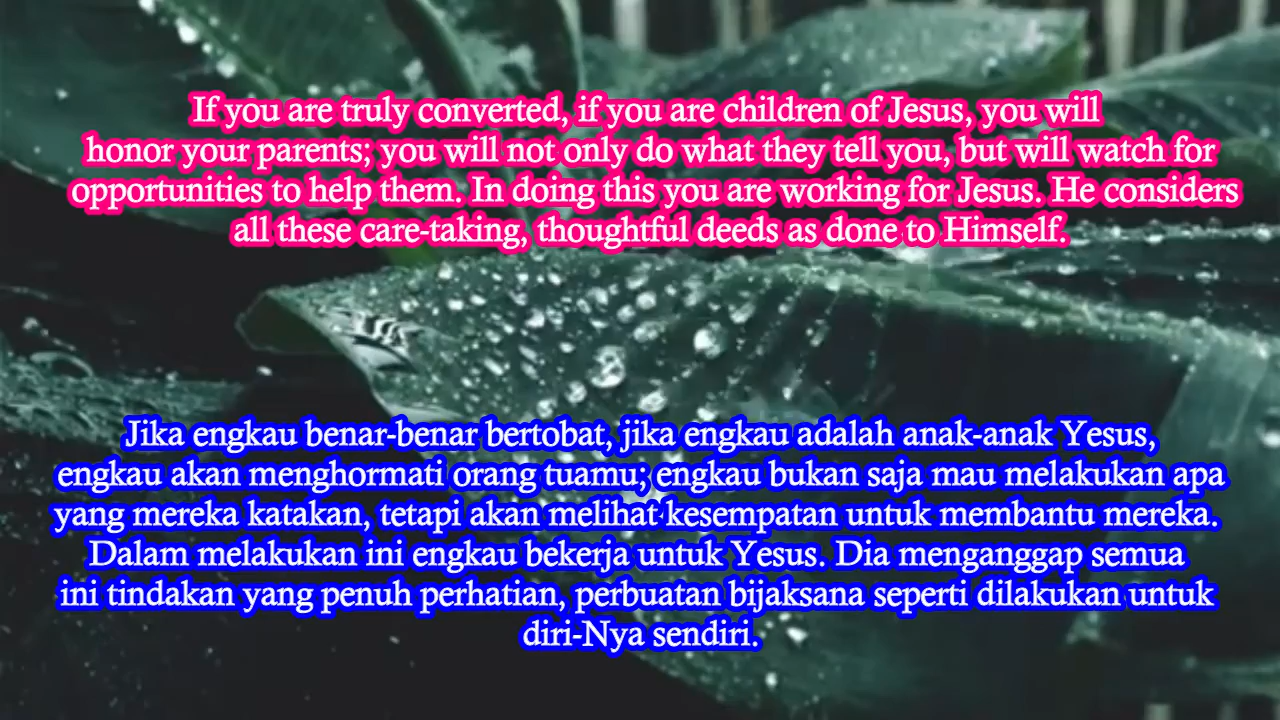 If you are truly converted, if you are children of Jesus, you will
honor your parents; you will not only do what they tell you, but will watch for
opportunities to help them. In doing this you are working for Jesus. He considers
all these care-taking, thoughtful deeds as done to Himself.
Jika engkau benar-benar bertobat, jika engkau adalah anak-anak Yesus,
engkau akan menghormati orang tuamu; engkau bukan saja mau melakukan apa
yang mereka katakan, tetapi akan melihat kesempatan untuk membantu mereka.
Dalam melakukan ini engkau bekerja untuk Yesus. Dia menganggap semua
ini tindakan yang penuh perhatian, perbuatan bijaksana seperti dilakukan untuk
diri-Nya sendiri.